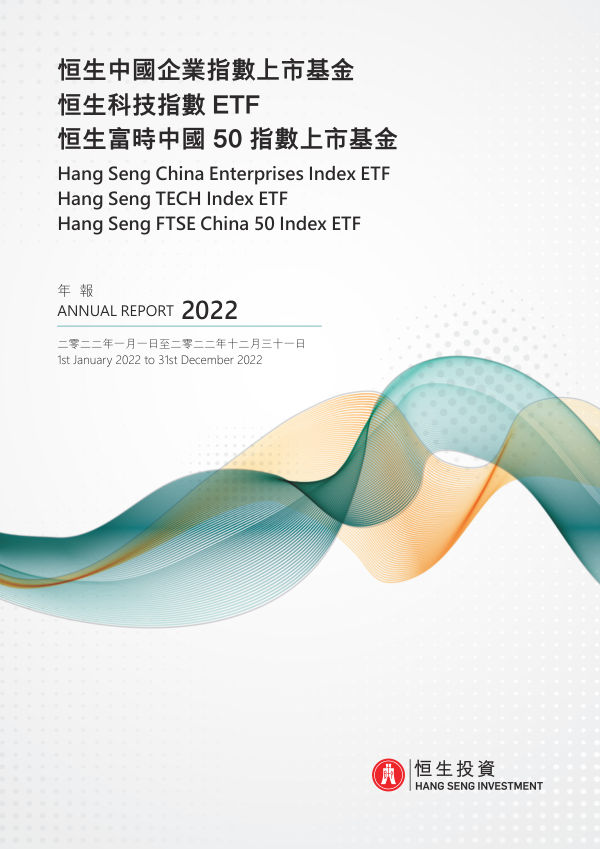 恒生中國企業指數上市基金
恒生科技指數 ETF
恒生富時中國 50 指數上市基金
Hang Seng China Enterprises Index ETF
Hang Seng TECH Index ETF
Hang Seng FTSE China 50 Index ETF
年 報
ANNUAL REPORT 2022
二零二二年一月一日至二零二二年十二月三十一日
1st January 2022 to 31st December 2022
恒生投資
HANG SENG INVESTMENT